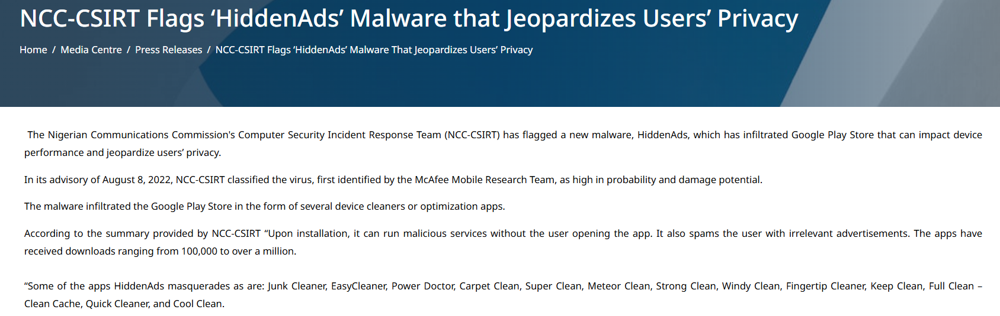 NCC-CSIRT Flags ‘HiddenAds’ Malware that Jeopardizes Users’ Privacy
Home / Media Centre / Press Releases / NCC-CSIRT Flags ‘HiddenAds’ Malware That Jeopardizes Users’ Privacy
The Nigerian Communications Commission's Computer Security Incident Response Team (NCC-CSIRT) has flagged a new malware, HiddenAds, which has infiltrated Google Play Store that can impact device
performance and jeopardize users’ privacy.
In its advisory of August 8, 2022, NCC-CSIRT classified the virus, first identified by the McAfee Mobile Research Team, as high in probability and damage potential.
The malware infiltrated the Google Play Store in the form of several device cleaners or optimization apps.
According to the summary provided by NCC-CSIRT “Upon installation, it can run malicious services without the user opening the app. It also spams the user with irrelevant advertisements. The apps have
received downloads ranging from 100,000 to over a million.
“Some of the apps HiddenAds masquerades as are: Junk Cleaner, EasyCleaner, Power Doctor, Carpet Clean, Super Clean, Meteor Clean, Strong Clean, Windy Clean, Fingertip Cleaner, Keep Clean, Full Clean –
Clean Cache, Quick Cleaner, and Cool Clean.